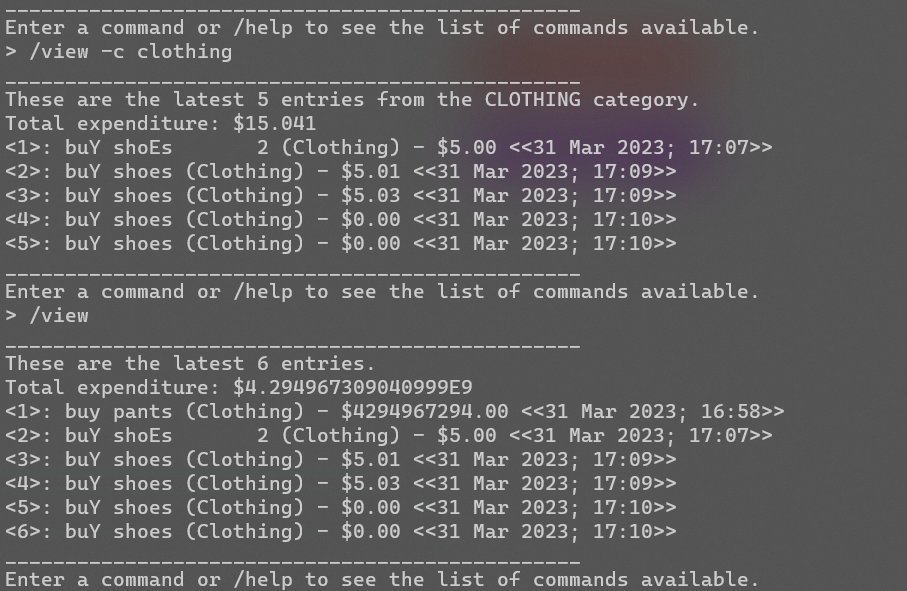 ________________________________________________
Enter a command or /help to see the list of commands available.
> /view -c clothing
________________________________________________
These are the latest 5 entries from the CLOTHING category.
Total expenditure: $15.041
<1>: buY shoEs       2 (Clothing) - $5.00 <<31 Mar 2023; 17:07>>
<2>: buY shoes (Clothing) - $5.01 <<31 Mar 2023; 17:09>>
<3>: buY shoes (Clothing) - $5.03 <<31 Mar 2023; 17:09>>
<4>: buY shoes (Clothing) - $0.00 <<31 Mar 2023; 17:10>>
<5>: buY shoes (Clothing) - $0.00 <<31 Mar 2023; 17:10>>
________________________________________________
Enter a command or /help to see the list of commands available.
> /view
________________________________________________
These are the latest 6 entries.
Total expenditure: $4.294967309040999E9
<1>: buy pants (Clothing) - $4294967294.00 <<31 Mar 2023; 16:58>>
<2>: buY shoEs       2 (Clothing) - $5.00 <<31 Mar 2023; 17:07>>
<3>: buY shoes (Clothing) - $5.01 <<31 Mar 2023; 17:09>>
<4>: buY shoes (Clothing) - $5.03 <<31 Mar 2023; 17:09>>
<5>: buY shoes (Clothing) - $0.00 <<31 Mar 2023; 17:10>>
<6>: buY shoes (Clothing) - $0.00 <<31 Mar 2023; 17:10>>
________________________________________________
Enter a command or /help to see the list of commands available.